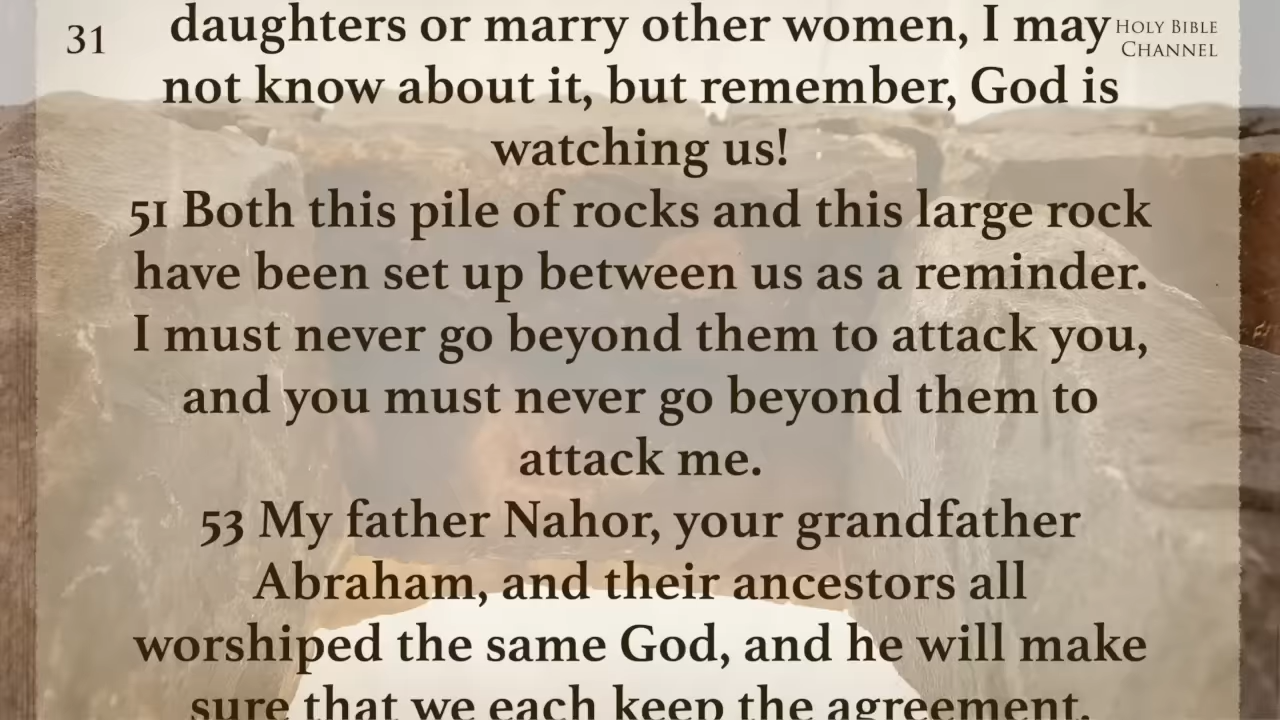 31
daughters or marry other women, I may
HOLY BIBLE
CHANNEL
not know about it, but remember, God is
watching us!
51 Both this pile of rocks and this large rock
have been set up between us as a reminder.
I must never go beyond them to attack you,
and you must never go beyond them to
attack me.
53 My father Nahor, your grandfather
Abraham, and their ancestors all
worshiped the same God, and he will make
sure that we each keep the agreement.